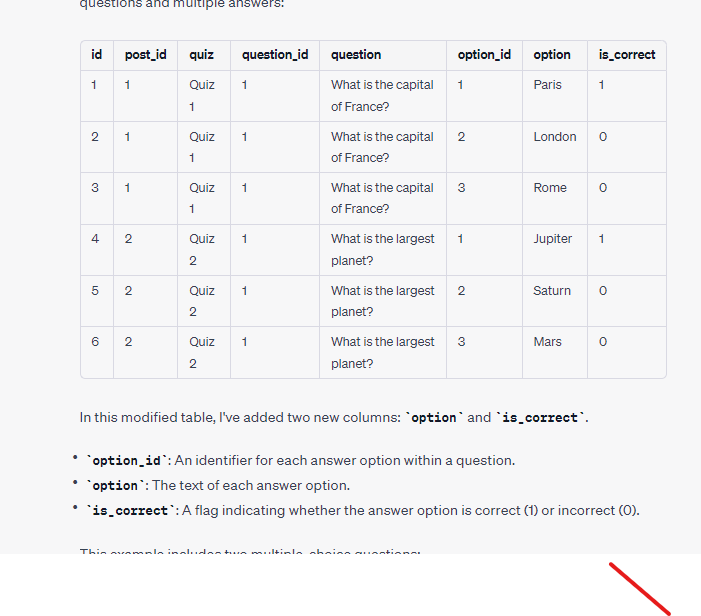 questions and multiple answers:
id post_id quiz question_id question option_id option is_correct
1 1 Quiz 1 1 What is the capital of France? 1 Paris 1
2 1 Quiz 1 1 What is the capital of France? 2 London 0
3 1 Quiz 1 1 What is the capital of France? 3 Rome 0
4 2 Quiz 2 1 What is the largest planet? 1 Jupiter 1
5 2 Quiz 2 1 What is the largest planet? 2 Saturn 0
6 2 Quiz 2 1 What is the largest planet? 3 Mars 0
In this modified table, I've added two new columns: `option` and `is_correct`.
• `option_id`: An identifier for each answer option within a question.
• `option`: The text of each answer option.
• `is_correct`: A flag indicating whether the answer option is correct (1) or incorrect (0).
This example includes two multiple-choice questions: